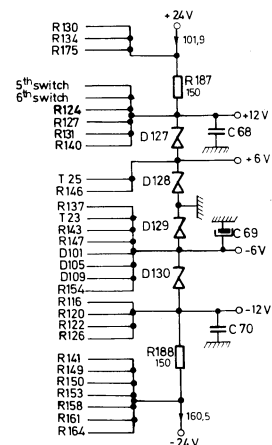 +24V
R130
R134
R175
101,9
R187
150
5th switch
6th switch
R124
R127
R131
R140
+12V
D127
C68
+6V
T25
R146
D128
R137
T23
R143
R147
D101
D105
D109
R154
D129
C69
-6V
D130
R116
R120
R122
R126
-12V
C70
R141
R149
R150
R153
R158
R161
R164
R188
150
160,5
-24V